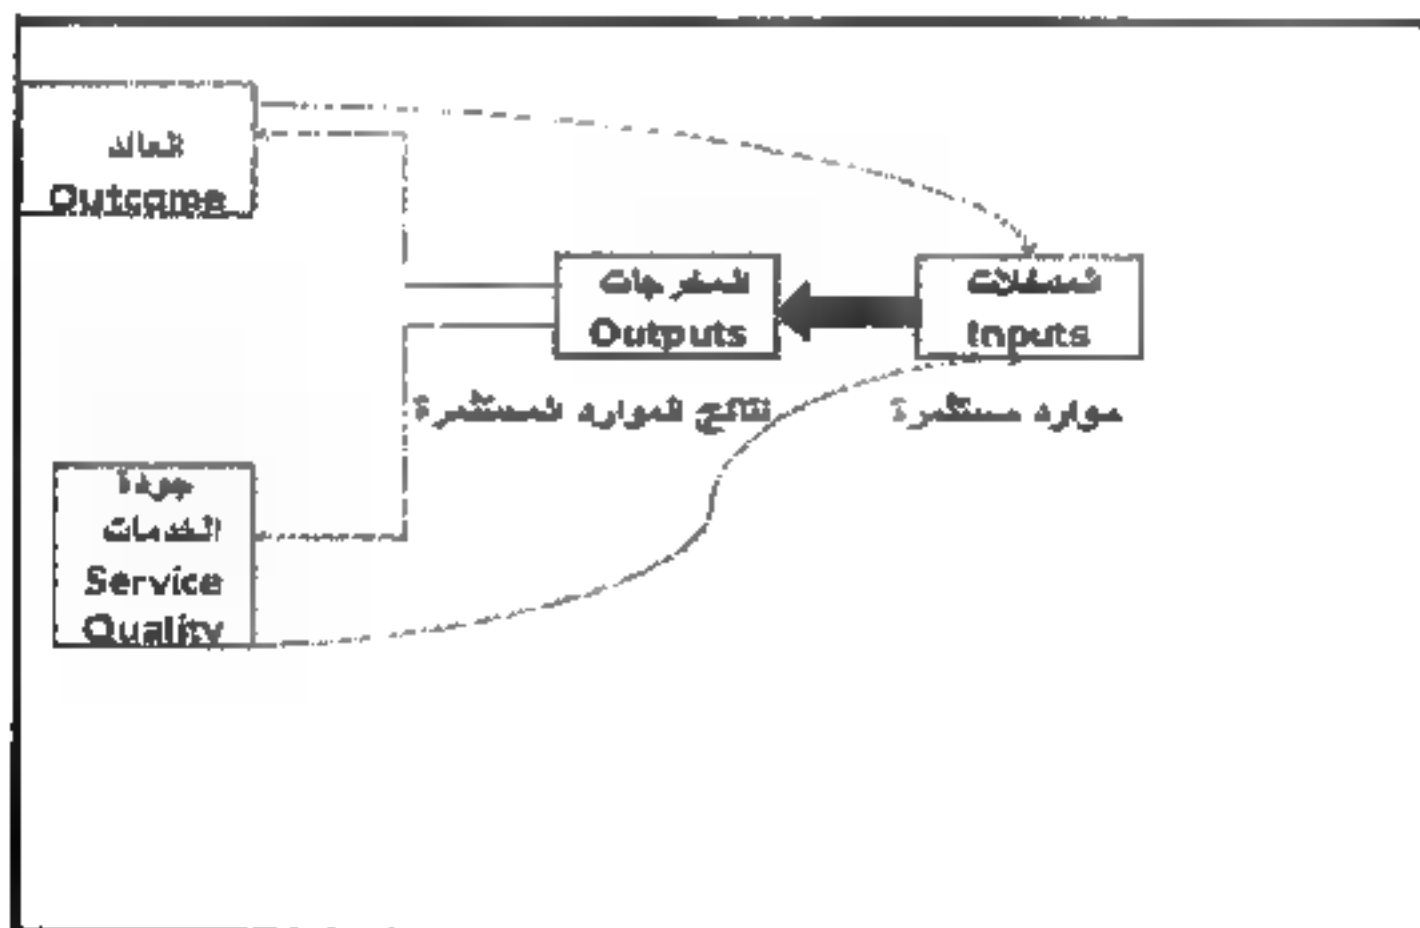 المدخلات
Inputs
موارد مستثمرة
المخرجات
Outputs
نتائج الموارد المستثمرة
العائد
Outcome
جودة
الخدمات
Service
Quality